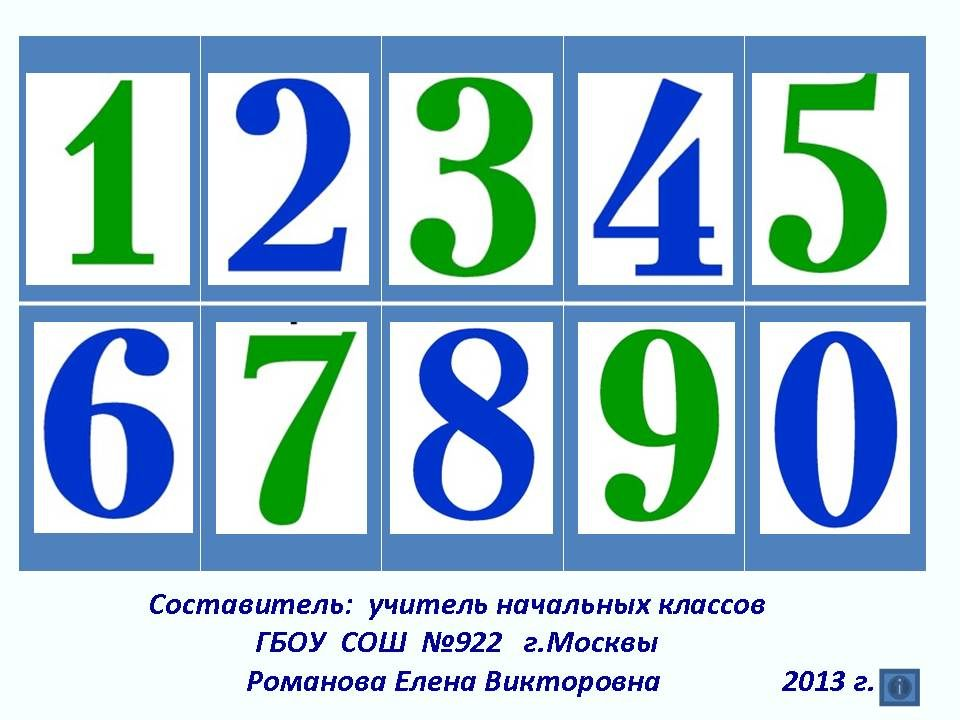 1 2 3 4 5
6 7 8 9 0
Составитель: учитель начальных классов
ГБОУ СОШ №922 г.Москвы
Романова Елена Викторовна 2013 г.